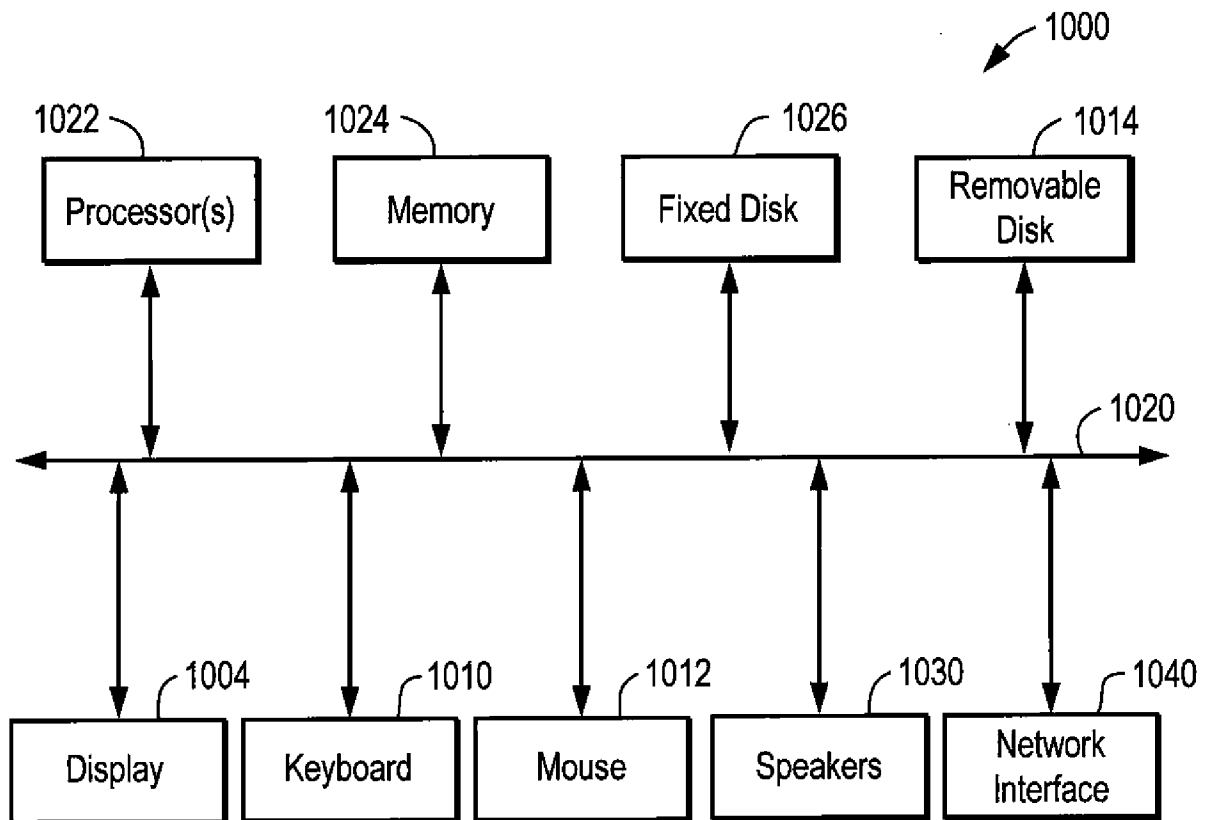 1000
1022
1024
1026
1014
Processor(s)
Memory
Fixed Disk
Removable
Disk
1020
1004
1010
1012
1030
1040
Display
Keyboard
Mouse
Speakers
Network
Interface